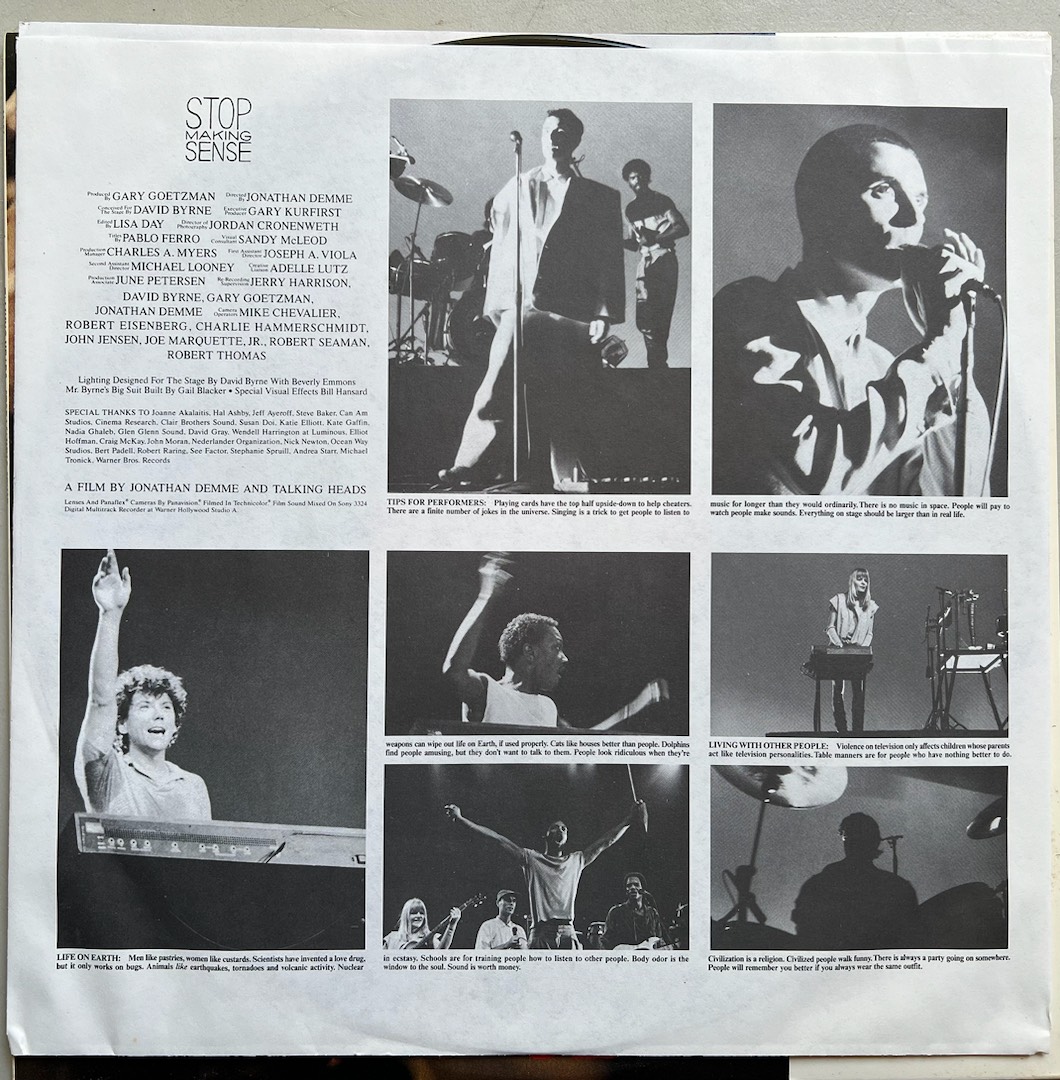 STOP
MAKING
SENSE
Produced By GARY GOETZMAN Directed By JONATHAN DEMME
Conceived For The Stage By DAVID BYRNE Executive Producer GARY KURFIRST
Edited By LISA DAY Director of Photography JORDAN CRONENWETH
Titles By PABLO FERRO Visual Consultant SANDY McLEOD
Production Manager CHARLES A. MYERS First Assistant Director JOSEPH A. VIOLA
Second Assistant Director MICHAEL LOONEY Creative Liaison ADELLE LUTZ
Production Associate JUNE PETERSEN Re-Recording Supervision JERRY HARRISON,
DAVID BYRNE, GARY GOETZMAN,
JONATHAN DEMME Camera Operators MIKE CHEVALIER,
ROBERT EISENBERG, CHARLIE HAMMERSCHMIDT,
JOHN JENSEN, JOE MARQUETTE, JR., ROBERT SEAMAN,
ROBERT THOMAS
Lighting Designed For The Stage By David Byrne With Beverly Emmons
Mr. Byrne's Big Suit Built By Gail Blacker • Special Visual Effects Bill Hansard
SPECIAL THANKS TO Joanne Akalaitis, Hal Ashby, Jeff Ayeroff, Steve Baker, Can Am
Studios, Cinema Research, Clair Brothers Sound, Susan Doi, Katie Elliott, Kate Gaffin,
Nadia Ghaleb, Glen Glenn Sound, David Gray, Wendell Harrington at Luminous, Elliot
Hoffman, Craig McKay, John Moran, Nederlander Organization, Nick Newton, Ocean Way
Studios, Bert Padell, Robert Raring, See Factor, Stephanie Spruill, Andrea Starr, Michael
Tronick, Warner Bros. Records
A FILM BY JONATHAN DEMME AND TALKING HEADS
Lenses And Panaflex® Cameras By Panavision® Filmed In Technicolor® Film Sound Mixed On Sony 3324
Digital Multitrack Recorder at Warner Hollywood Studio A.
TIPS FOR PERFORMERS: Playing cards have the top half upside-down to help cheaters.
There are a finite number of jokes in the universe. Singing is a trick to get people to listen to
music for longer than they would ordinarily. There is no music in space. People will pay to
watch people make sounds. Everything on stage should be larger than in real life.
LIFE ON EARTH: Men like pastries, women like custards. Scientists have invented a love drug,
but it only works on bugs. Animals like earthquakes, tornadoes and volcanic activity. Nuclear
weapons can wipe out life on Earth, if used properly. Cats like houses better than people. Dolphins
find people amusing, but they don't want to talk to them. People look ridiculous when they're
in ecstasy. Schools are for training people how to listen to other people. Body odor is the
window to the soul. Sound is worth money.
LIVING WITH OTHER PEOPLE: Violence on television only affects children whose parents
act like television personalities. Table manners are for people who have nothing better to do.
Civilization is a religion. Civilized people walk funny. There is always a party going on somewhere.
People will remember you better if you always wear the same outfit.